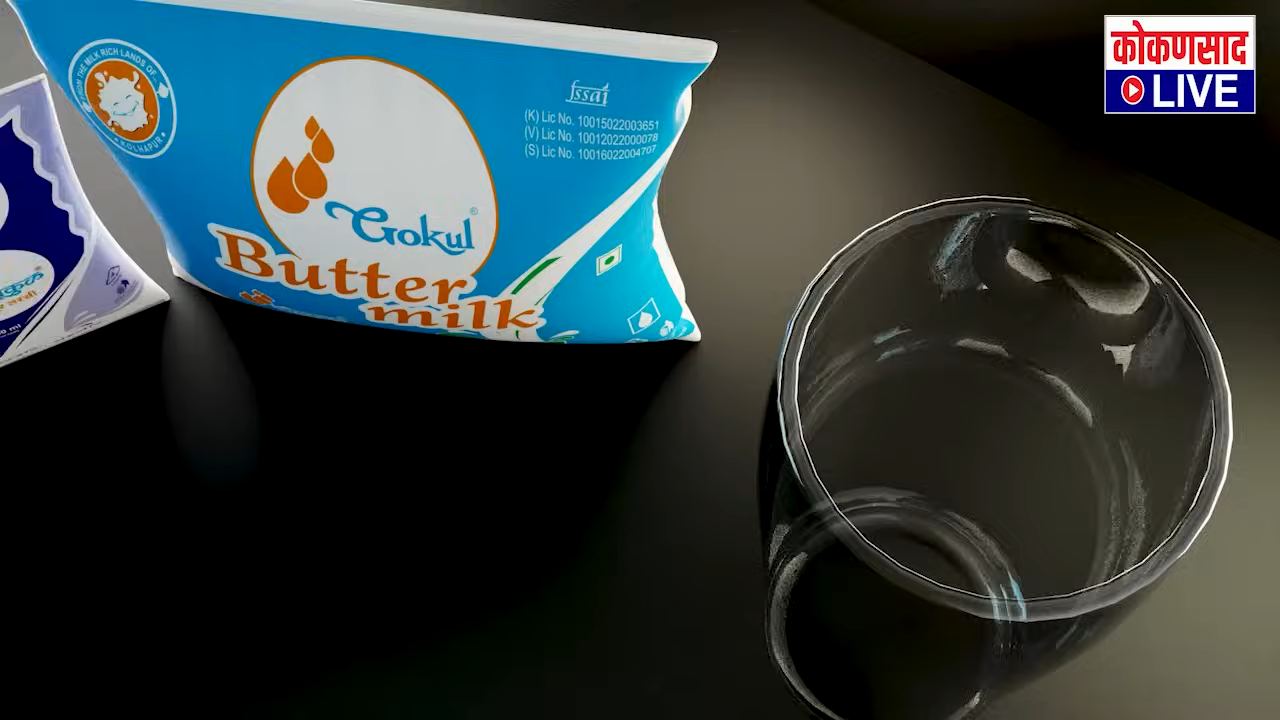 कोकणसाद
LIVE
FROM THE MILK RICH LANDS OF...
• KOLHAPUR •
fssai
(K) Lic No. 10015022003651
(V) Lic No. 10012022000078
(S) Lic No. 10016022004707
Gokul®
Butter
milk